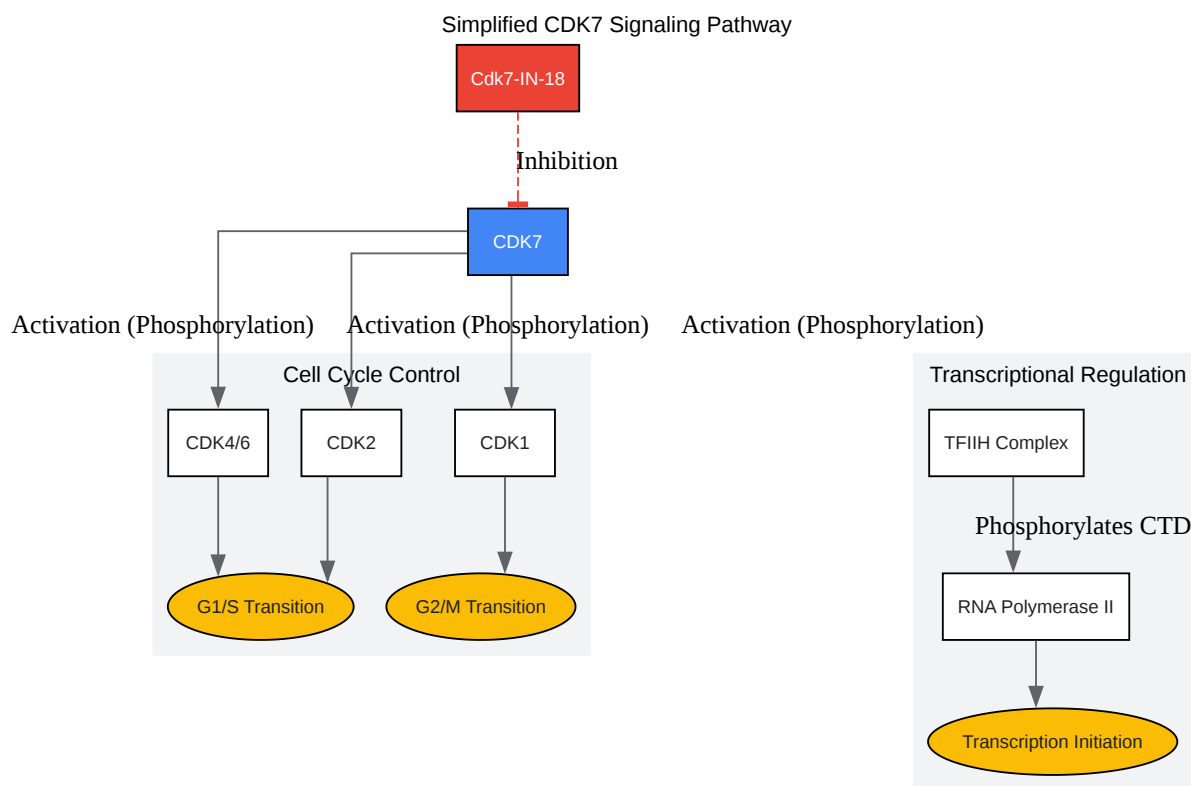 Simplified CDK7 Signaling Pathway
Cdk7-IN-18
Inhibition
CDK7
Activation (Phosphorylation) Activation (Phosphorylation) Activation (Phosphorylation)
Cell Cycle Control Transcriptional Regulation
CDK4/6 CDK2 CDK1 TFIIH Complex
Phosphorylates CTD
G1/S Transition G2/M Transition RNA Polymerase II
Transcription Initiation